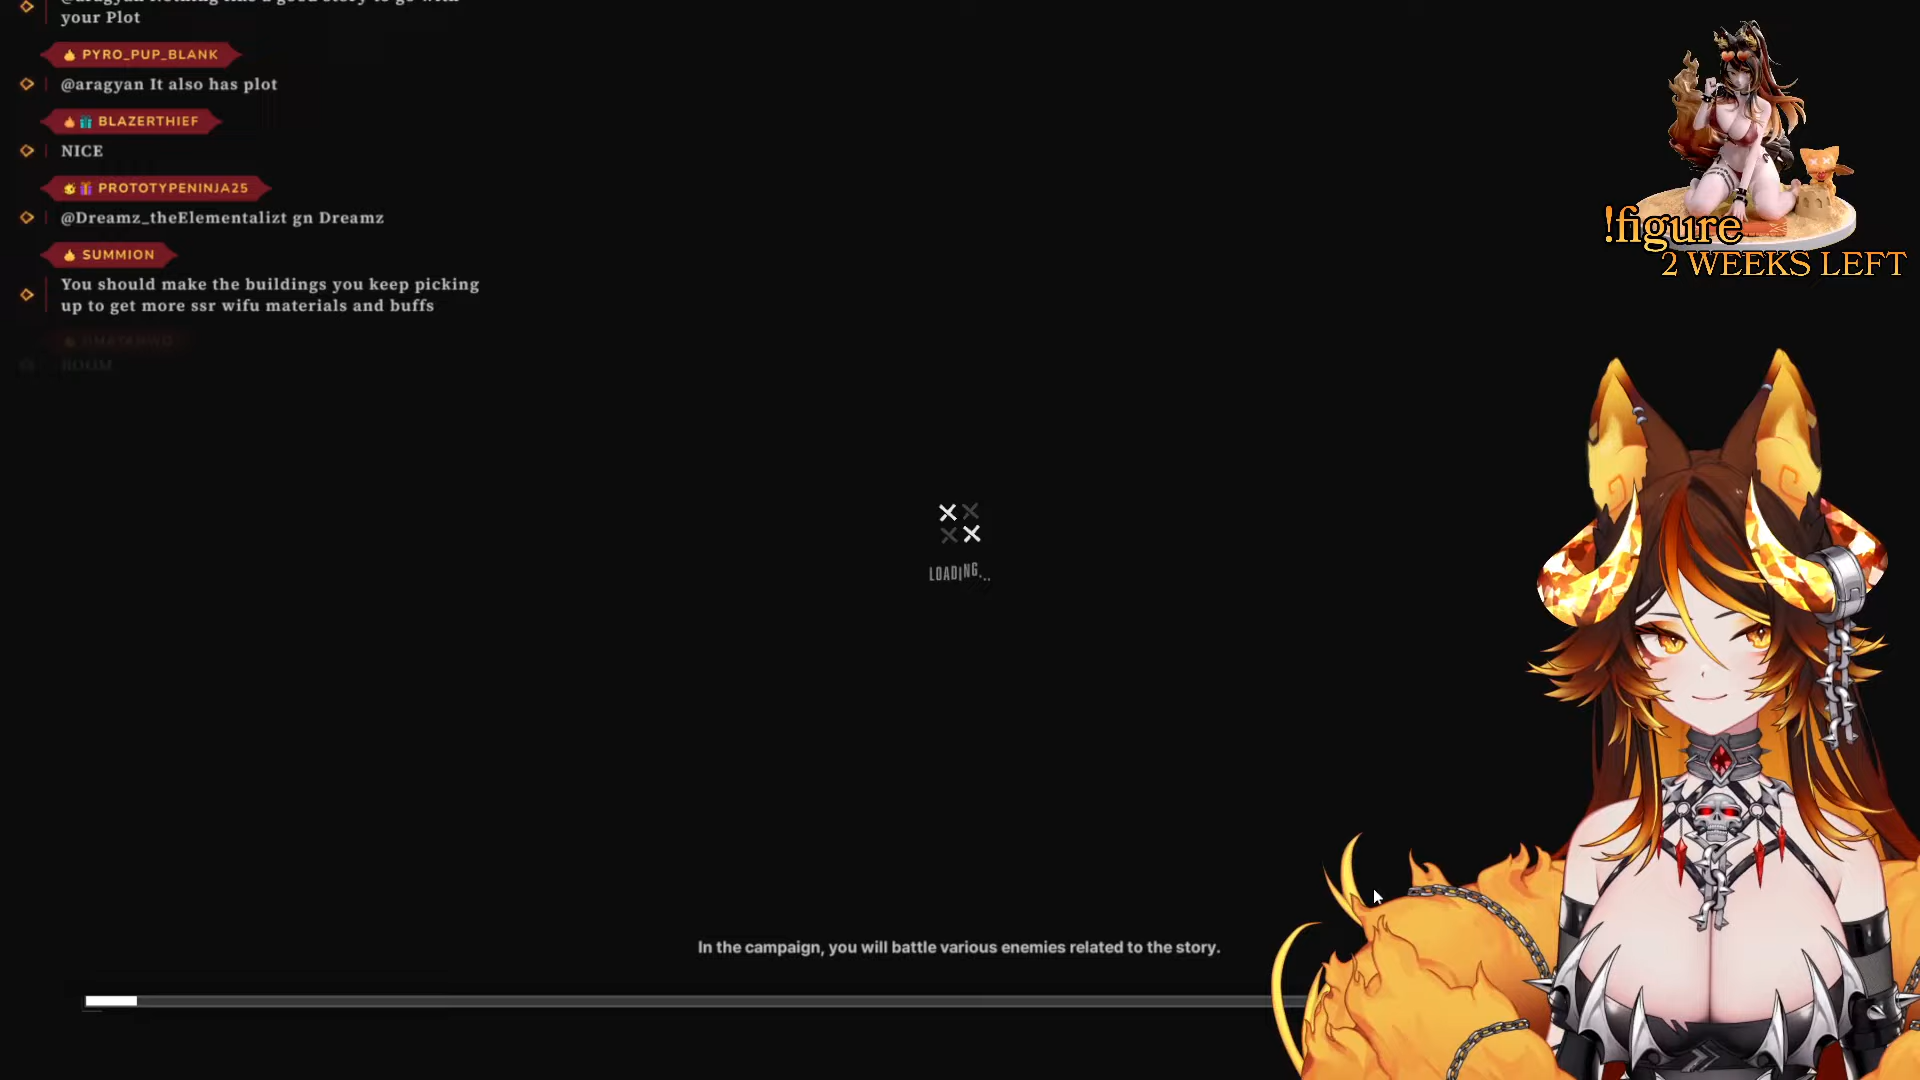 your Plot
PYRO_PUP_BLANK
@aragyan It also has plot
BLAZERTHIEF
NICE
PROTOTYPENINJA25
@Dreamz_theElementalizt gn Dreamz
SUMMION
You should make the buildings you keep picking
up to get more ssr wifu materials and buffs
BOOM
!figure
2 WEEKS LEFT
LOADING...
In the campaign, you will battle various enemies related to the story.